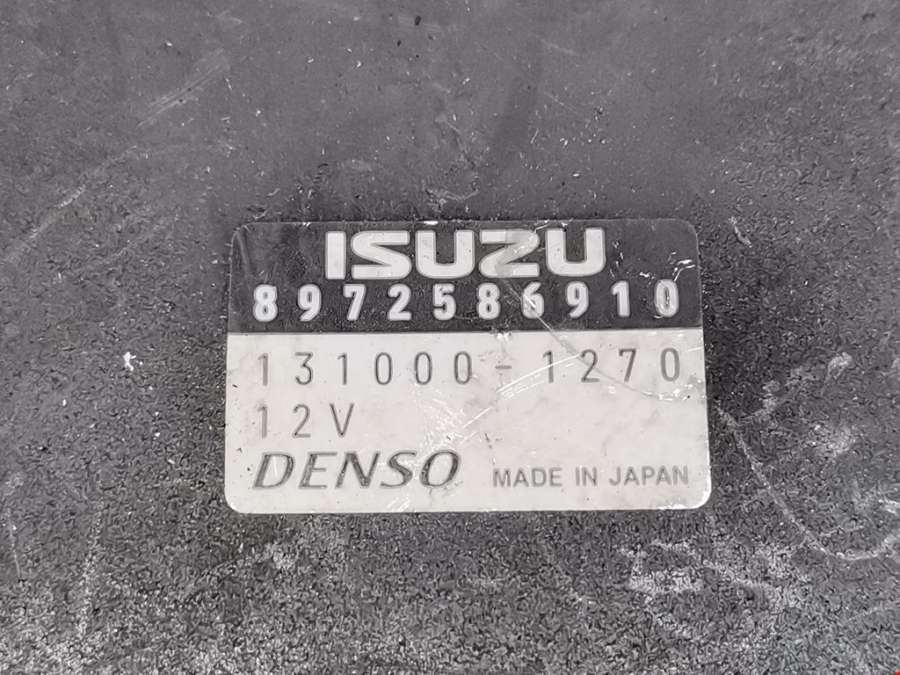 ISUZU
8972586910
131000-1270
12V
DENSO MADE IN JAPAN